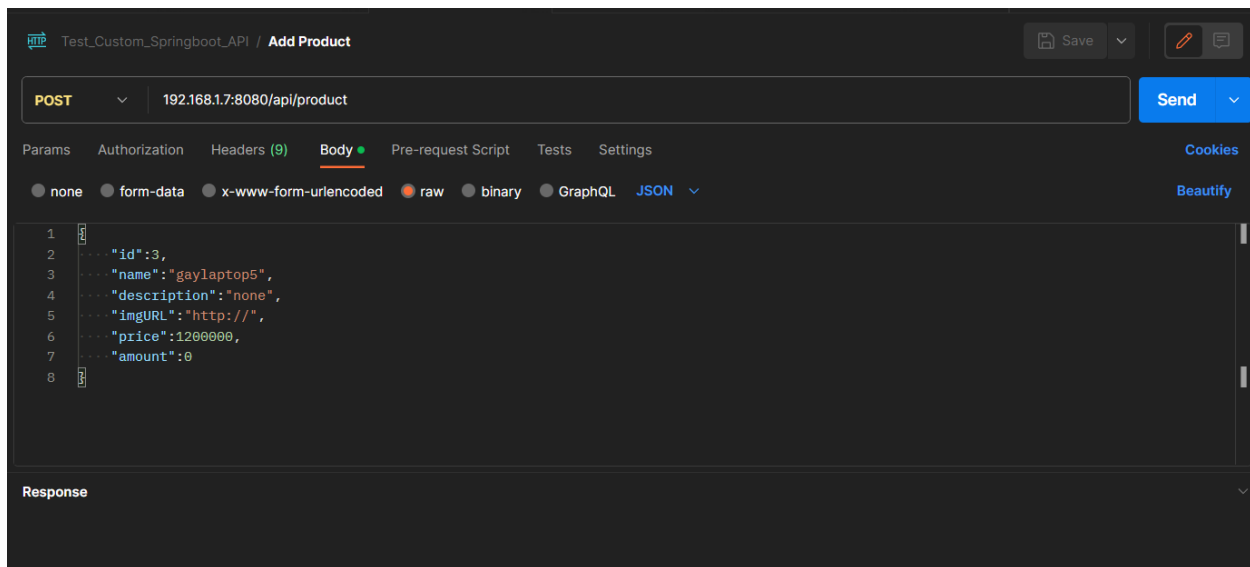 HTTP Test_Custom_Springboot_API / Add Product Save
POST 192.168.1.7:8080/api/product Send
Params Authorization Headers (9) Body Pre-request Script Tests Settings Cookies
none form-data x-www-form-urlencoded raw binary GraphQL JSON Beautify
1 {
2 ····"id":3,
3 ····"name":"gaylaptop5",
4 ····"description":"none",
5 ····"imgURL":"http://",
6 ····"price":1200000,
7 ····"amount":0
8 }
Response